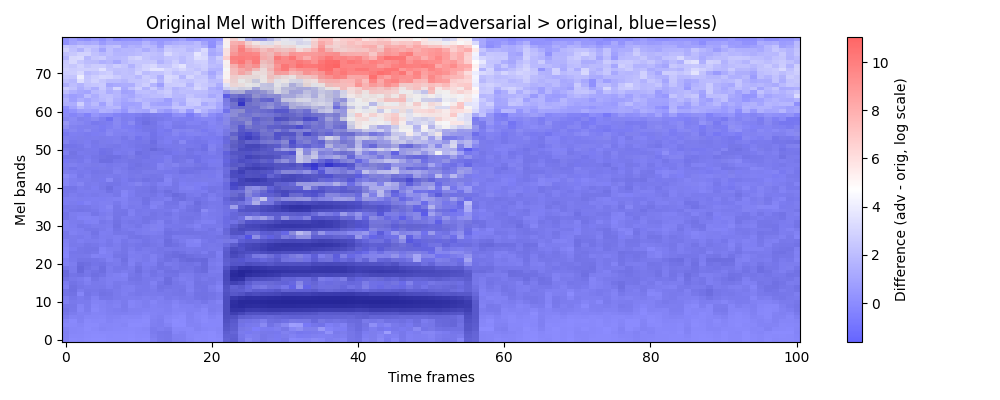 Original Mel with Differences (red=adversarial > original, blue=less)
70
60
50
40
30
20
10
0
Mel bands
0 20 40 60 80 100
Time frames
10
8
6
4
2
0
Difference (adv - orig, log scale)